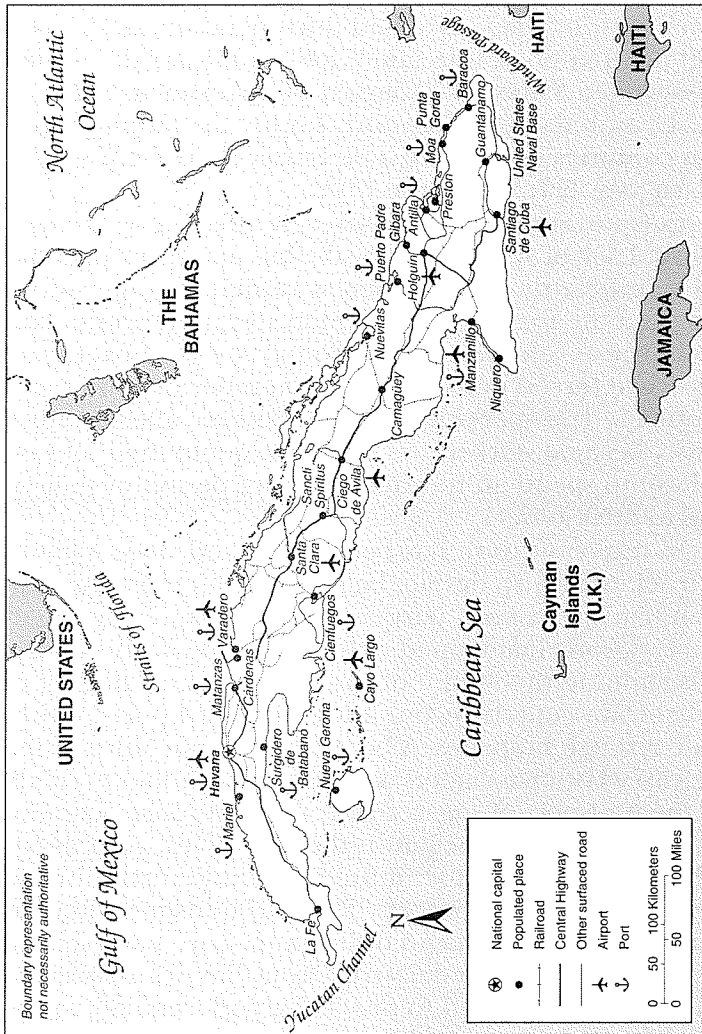 Boundary representation
not necessarily authoritative
Gulf of Mexico
UNITED STATES
Straits of Florida
North Atlantic
Ocean
THE
BAHAMAS
Mariel
Havana
Matanzas
Cárdenas
Varadero
Surgidero
de
Batabanó
Nueva Gerona
Cayo Largo
Cienfuegos
Santa
Clara
Sancti
Spíritus
Ciego
de Avila
Camagüey
Nuevitas
Puerto Padre
Gibara
Holguín
Antilla
Preston
Moa
Punta
Gorda
Baracoa
Guantánamo
United States
Naval Base
Santiago
de Cuba
Manzanillo
Niquero
La Fe
Yucatan Channel
Windward Passage
HAITI
HAITI
JAMAICA
Caribbean Sea
Cayman
Islands
(U.K.)
N
National capital
Populated place
Railroad
Central Highway
Other surfaced road
Airport
Port
0 50 100 Kilometers
0 50 100 Miles